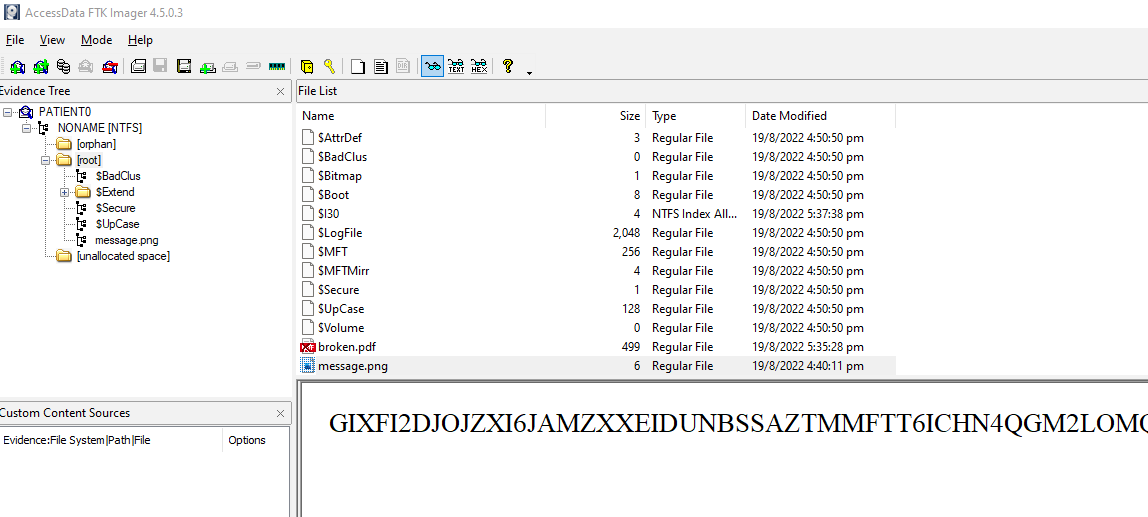 AccessData FTK Imager 4.5.0.3
File View Mode Help
Evidence Tree
PATIENT0
NONAME [NTFS]
[orphan]
[root]
$BadClus
$Extend
$Secure
$UpCase
message.png
[unallocated space]
Custom Content Sources
Evidence:File System|Path|File Options
File List
Name Size Type Date Modified
$AttrDef 3 Regular File 19/8/2022 4:50:50 pm
$BadClus 0 Regular File 19/8/2022 4:50:50 pm
$Bitmap 1 Regular File 19/8/2022 4:50:50 pm
$Boot 8 Regular File 19/8/2022 4:50:50 pm
$I30 4 NTFS Index All... 19/8/2022 5:37:38 pm
$LogFile 2,048 Regular File 19/8/2022 4:50:50 pm
$MFT 256 Regular File 19/8/2022 4:50:50 pm
$MFTMirr 4 Regular File 19/8/2022 4:50:50 pm
$Secure 1 Regular File 19/8/2022 4:50:50 pm
$UpCase 128 Regular File 19/8/2022 4:50:50 pm
$Volume 0 Regular File 19/8/2022 4:50:50 pm
broken.pdf 499 Regular File 19/8/2022 5:35:28 pm
message.png 6 Regular File 19/8/2022 4:40:11 pm
GIXFI2DJOJZXI6JAMZXXEIDUNBSSAZTMMFTT6ICHN4QGM2LOMQ